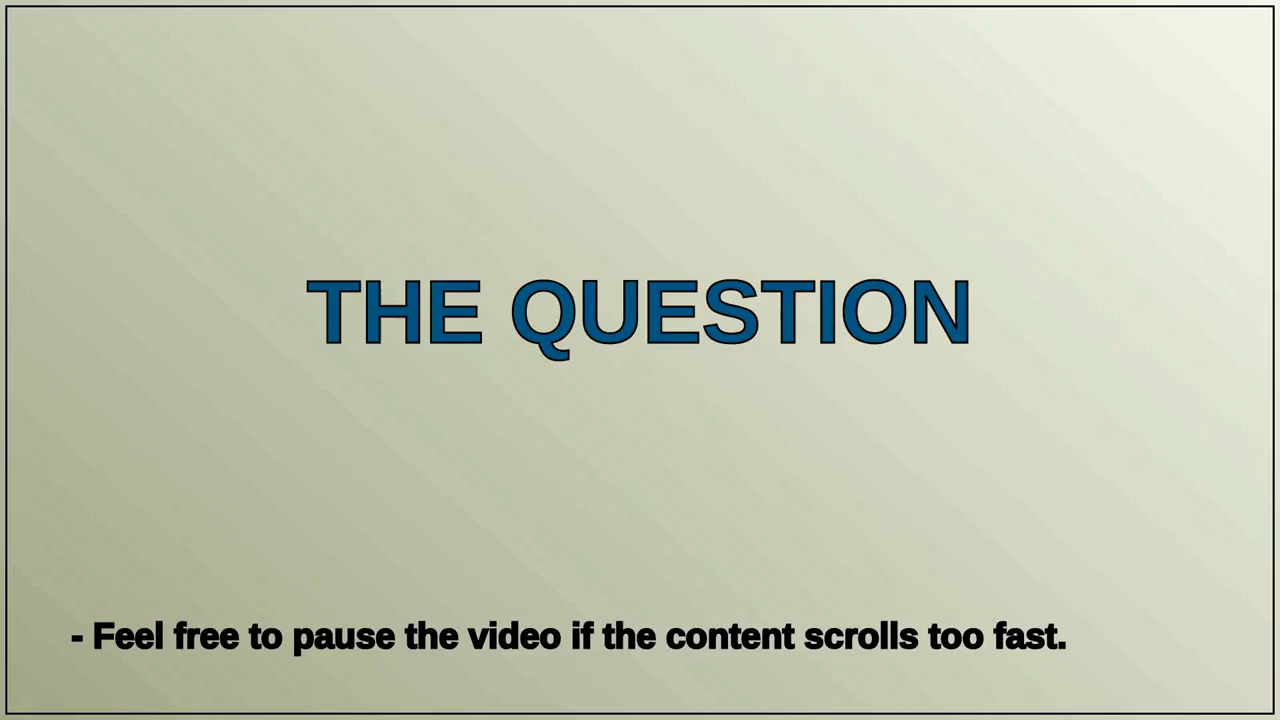 THE QUESTION
- Feel free to pause the video if the content scrolls too fast.